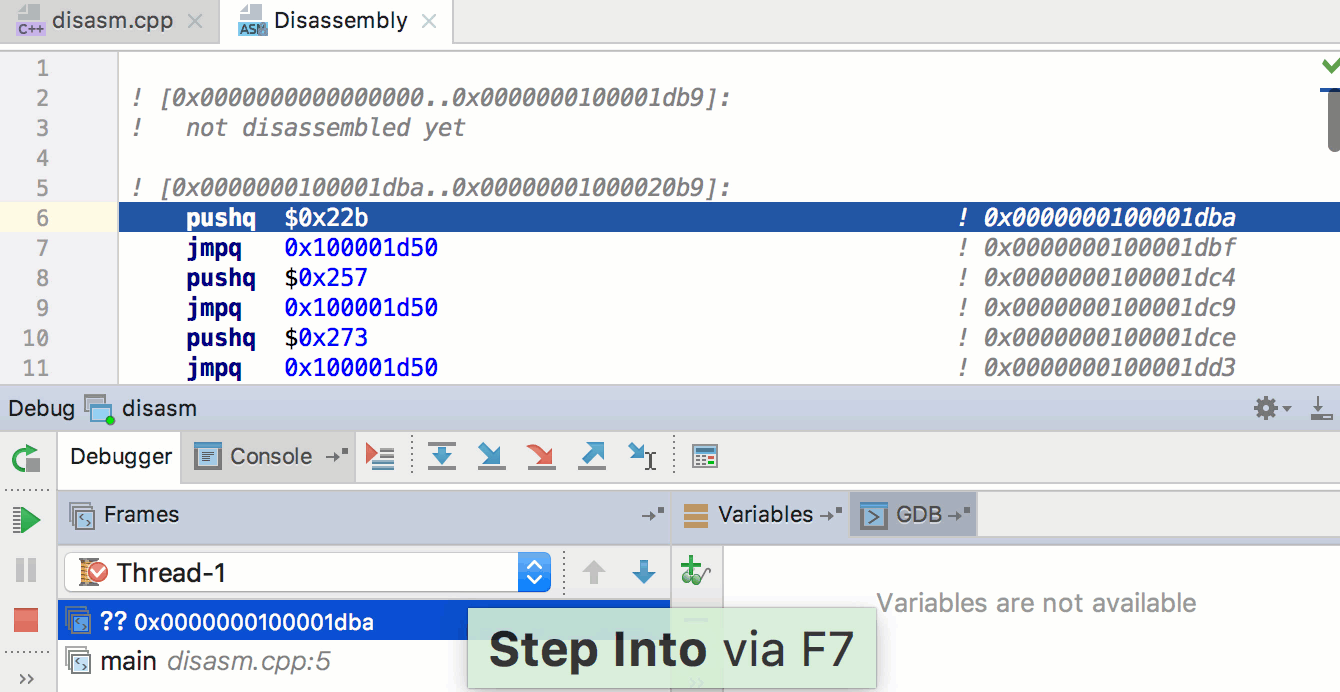 C++ disasm.cpp ASM Disassembly
1
2 ! [0x0000000000000000..0x0000000100001db9]:
3 !   not disassembled yet
4
5 ! [0x0000000100001dba..0x00000001000020b9]:
6 pushq $0x22b ! 0x0000000100001dba
7 jmpq 0x100001d50 ! 0x0000000100001dbf
8 pushq $0x257 ! 0x0000000100001dc4
9 jmpq 0x100001d50 ! 0x0000000100001dc9
10 pushq $0x273 ! 0x0000000100001dce
11 jmpq 0x100001d50 ! 0x0000000100001dd3
Debug disasm
Debugger Console
Frames Variables GDB
Thread-1
Variables are not available
?? 0x0000000100001dba
main disasm.cpp:5
Step Into via F7